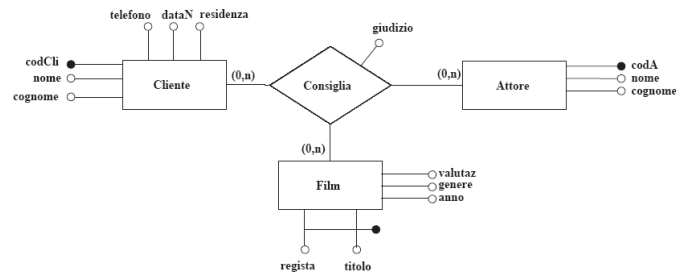 telefono dataN residenza
giudizio
codCli
nome
cognome
Cliente
(0,n)
Consiglia
(0,n)
Attore
codA
nome
cognome
(0,n)
Film
valutaz
genere
anno
regista
titolo